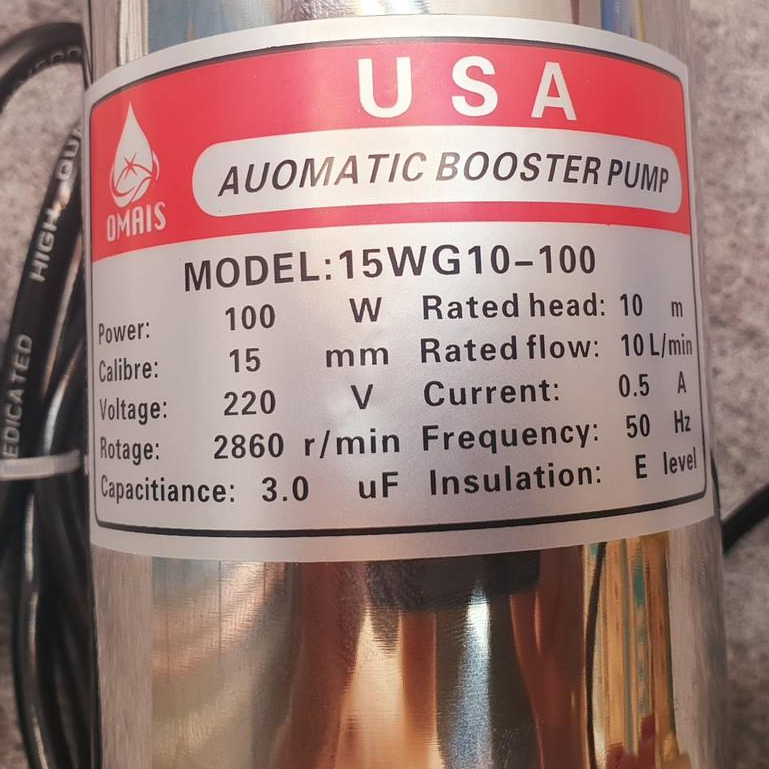 USA
AUOMATIC BOOSTER PUMP
OMAIS
MODEL:15WG10-100
Power: 100 W Rated head: 10 m
Calibre: 15 mm Rated flow: 10 L/min
Voltage: 220 V Current: 0.5 A
Rotage: 2860 r/min Frequency: 50 Hz
Capacitiance: 3.0 uF Insulation: E level
HIGH QUA
EDICATED